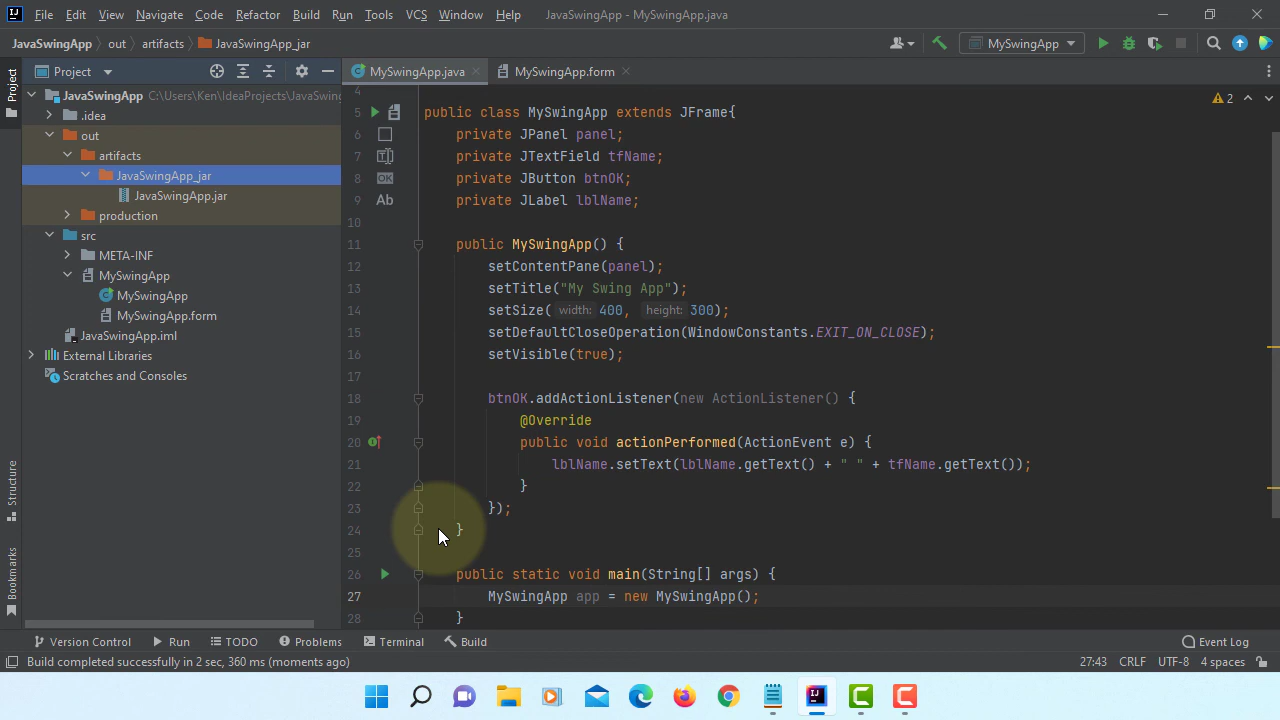 File Edit View Navigate Code Refactor Build Run Tools VCS Window Help JavaSwingApp - MySwingApp.java
JavaSwingApp out artifacts JavaSwingApp_jar MySwingApp
Project MySwingApp.java MySwingApp.form
Project
JavaSwingApp C:\Users\Ken\IdeaProjects\JavaSwing
.idea
out
artifacts
JavaSwingApp_jar
JavaSwingApp.jar
production
src
META-INF
MySwingApp
MySwingApp
MySwingApp.form
JavaSwingApp.iml
External Libraries
Scratches and Consoles
Structure
Bookmarks
2
4
5 public class MySwingApp extends JFrame{
6 private JPanel panel;
7 private JTextField tfName;
8 OK private JButton btnOK;
9 Ab private JLabel lblName;
10
11 public MySwingApp() {
12 setContentPane(panel);
13 setTitle("My Swing App");
14 setSize( width: 400, height: 300);
15 setDefaultCloseOperation(WindowConstants.EXIT_ON_CLOSE);
16 setVisible(true);
17
18 btnOK.addActionListener(new ActionListener() {
19 @Override
20 public void actionPerformed(ActionEvent e) {
21 lblName.setText(lblName.getText() + " " + tfName.getText());
22 }
23 });
24 }
25
26 public static void main(String[] args) {
27 MySwingApp app = new MySwingApp();
28 }
Version Control Run TODO Problems Terminal Build Event Log
Build completed successfully in 2 sec, 360 ms (moments ago) 27:43 CRLF UTF-8 4 spaces